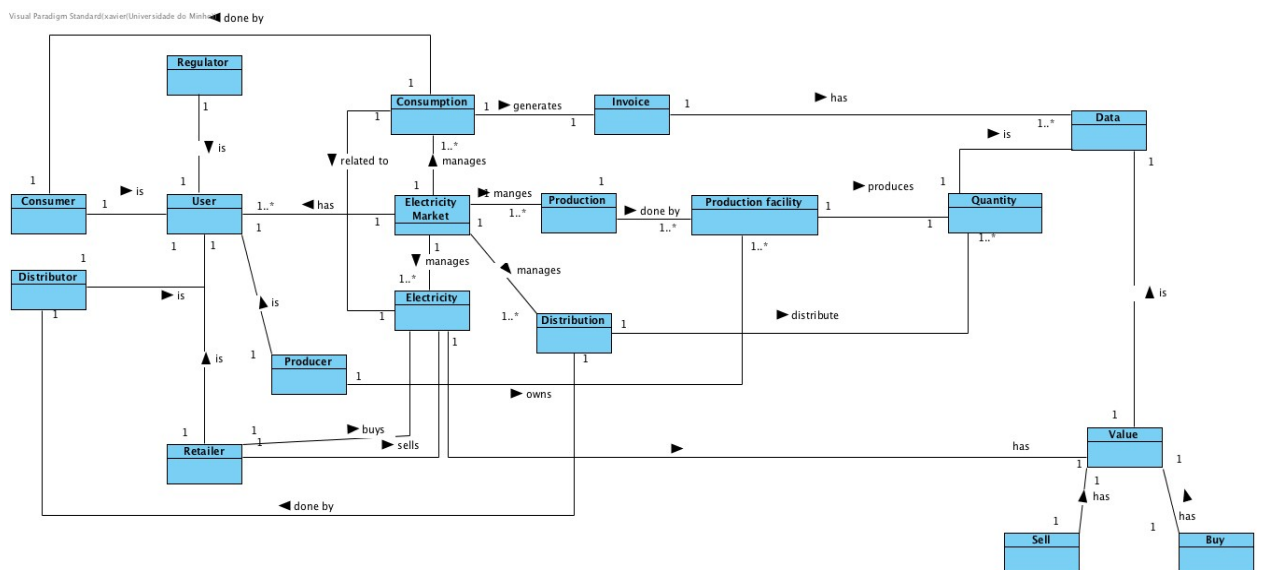 Visual Paradigm Standard(xavier(Universidade do Minho
done by
Regulator
1
1
Consumption
1
generates
1
Invoice
1
has
1..*
Data
1
is
is
related to
1..*
manages
1
1
1
is
1
Consumer
1
User
1..*
has
1
1
1
Electricity
Market
1
manges
1..*
1
Production
done by
1..*
Production facility
1
produces
1
1
Quantity
1..*
1
1
1
1
manages
1..*
manages
1..*
1..*
1
Distributor
1
is
is
1
Electricity
1
1
Distribution
1
distribute
1
is
is
1
Producer
1
owns
1
1
1
buys
1
sells
Retailer
has
1
Value
1
1
1
has
has
done by
1
1
Sell
Buy